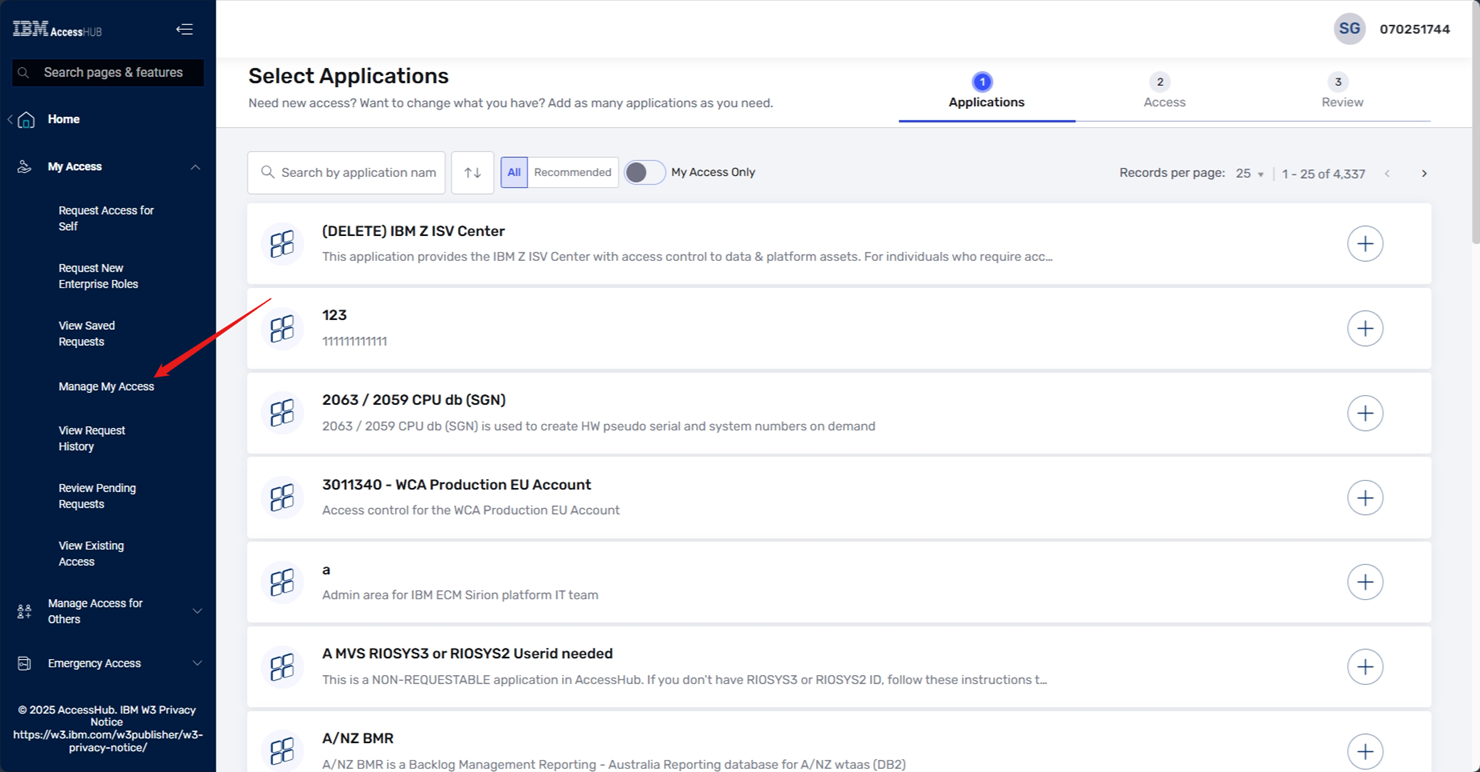 IBM AccessHUB
Search pages & features
Home
My Access
Request Access for
Self
Request New
Enterprise Roles
View Saved
Requests
Manage My Access
View Request
History
Review Pending
Requests
View Existing
Access
Manage Access for
Others
Emergency Access
© 2025 AccessHub. IBM W3 Privacy
Notice
https://w3.ibm.com/w3publisher/w3-
privacy-notice/
SG 070251744
Select Applications
Need new access? Want to change what you have? Add as many applications as you need.
1 Applications
2 Access
3 Review
Search by application nam
All Recommended My Access Only
Records per page: 25 1 - 25 of 4,337
(DELETE) IBM Z ISV Center
This application provides the IBM Z ISV Center with access control to data & platform assets. For individuals who require acc...
123
111111111111
2063 / 2059 CPU db (SGN)
2063 / 2059 CPU db (SGN) is used to create HW pseudo serial and system numbers on demand
3011340 - WCA Production EU Account
Access control for the WCA Production EU Account
a
Admin area for IBM ECM Sirion platform IT team
A MVS RIOSYS3 or RIOSYS2 Userid needed
This is a NON-REQUESTABLE application in AccessHub. If you don't have RIOSYS3 or RIOSYS2 ID, follow these instructions t...
A/NZ BMR
A/NZ BMR is a Backlog Management Reporting - Australia Reporting database for A/NZ wtaas (DB2)